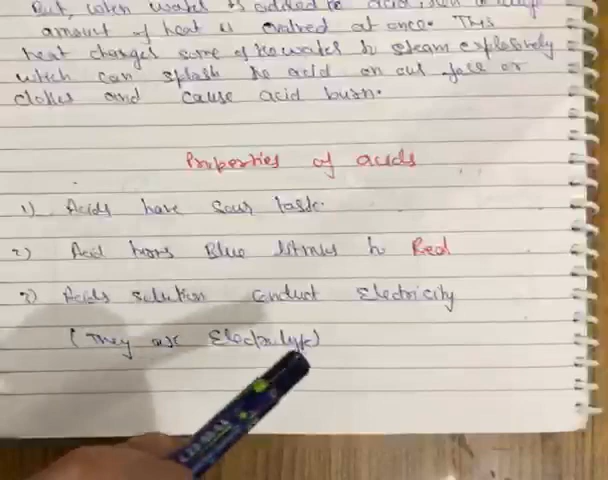 But, when water is added to acid, then large
amount of heat is evolved at once. This
heat changes some of the water to steam explosively
which can splash the acid on our face or
clothes and cause acid burn.
Properties of acids
1) Acids have Sour taste.
2) Acid turns Blue litmus to Red
3) Acids solution conduct Electricity
(They are Electrolyte)